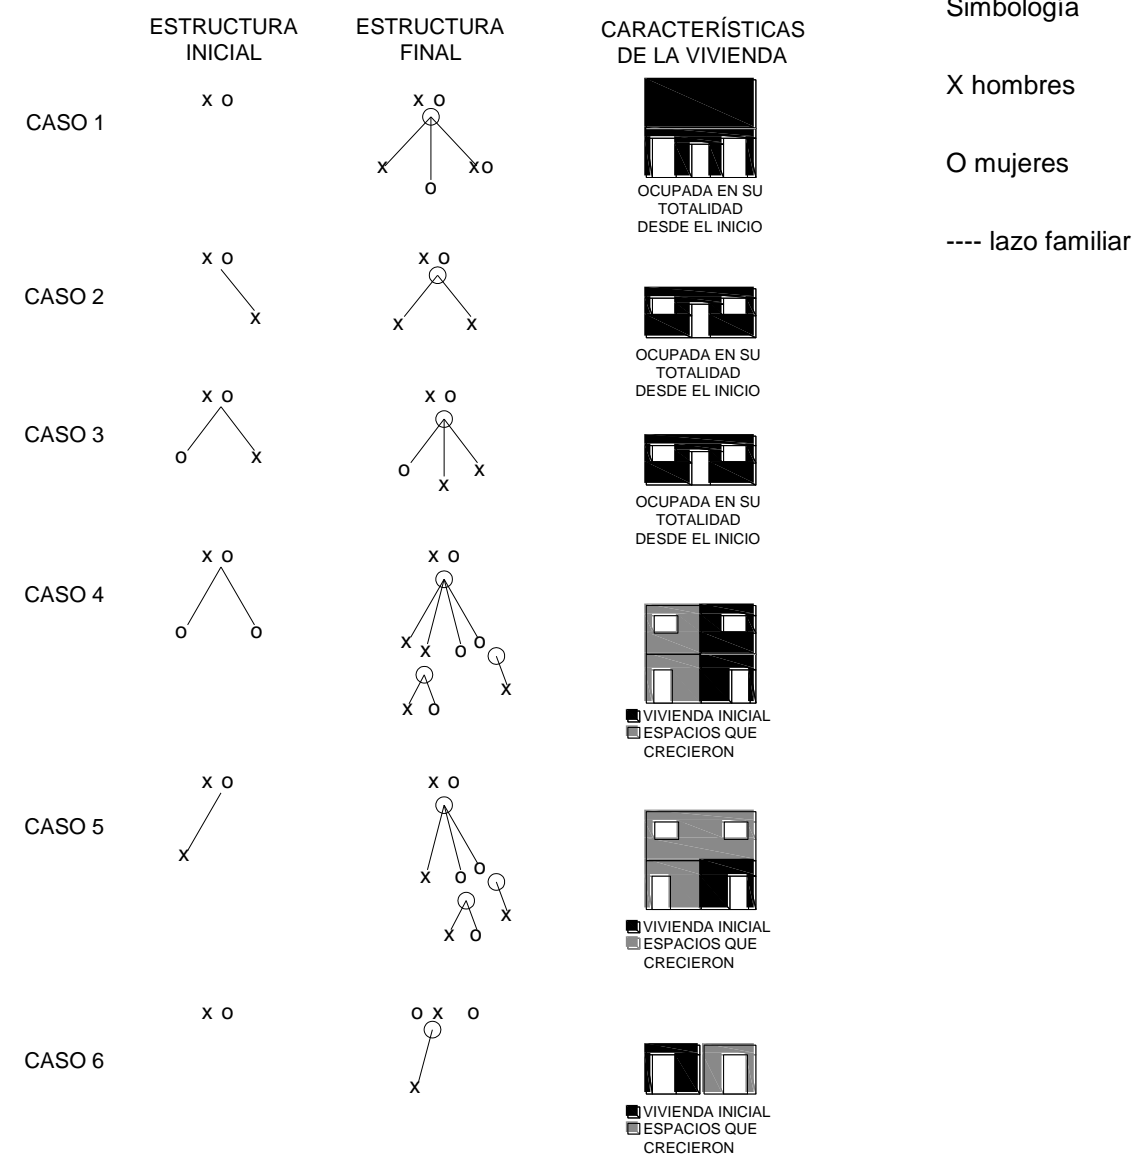 Simbología
ESTRUCTURA
INICIAL
ESTRUCTURA
FINAL
CARACTERÍSTICAS
DE LA VIVIENDA
X hombres
O mujeres
---- lazo familiar
CASO 1
x o
x o
x
o
xo
OCUPADA EN SU
TOTALIDAD
DESDE EL INICIO
CASO 2
x o
x
x o
x x
OCUPADA EN SU
TOTALIDAD
DESDE EL INICIO
CASO 3
x o
o x
x o
o x x
OCUPADA EN SU
TOTALIDAD
DESDE EL INICIO
CASO 4
x o
o o
x o
x x o o
x o x
VIVIENDA INICIAL
ESPACIOS QUE
CRECIERON
CASO 5
x o
x
x o
x o o
x o x
VIVIENDA INICIAL
ESPACIOS QUE
CRECIERON
CASO 6
x o
o x o
x
VIVIENDA INICIAL
ESPACIOS QUE
CRECIERON